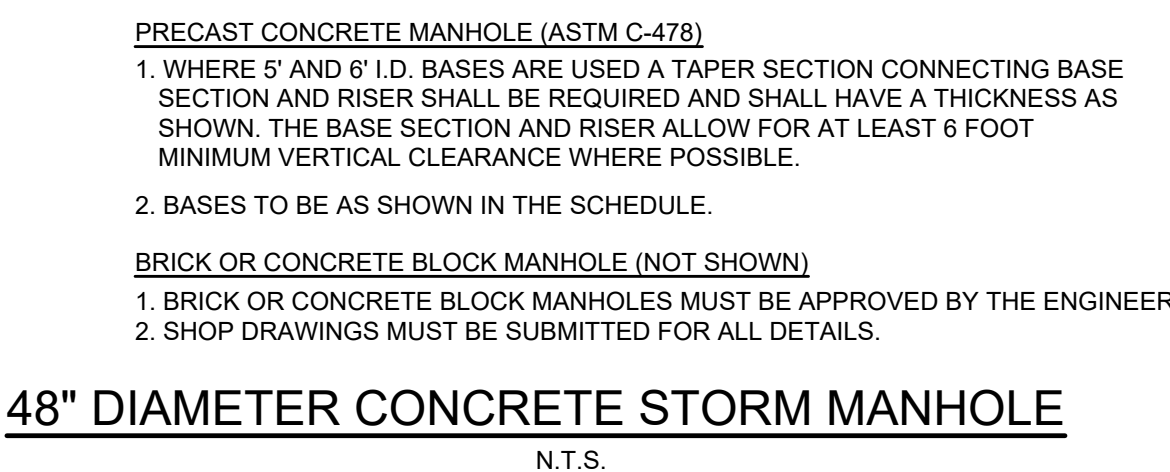 PRECAST CONCRETE MANHOLE (ASTM C-478)
1. WHERE 5' AND 6' I.D. BASES ARE USED A TAPER SECTION CONNECTING BASE
SECTION AND RISER SHALL BE REQUIRED AND SHALL HAVE A THICKNESS AS
SHOWN. THE BASE SECTION AND RISER ALLOW FOR AT LEAST 6 FOOT
MINIMUM VERTICAL CLEARANCE WHERE POSSIBLE.
2. BASES TO BE AS SHOWN IN THE SCHEDULE.
BRICK OR CONCRETE BLOCK MANHOLE (NOT SHOWN)
1. BRICK OR CONCRETE BLOCK MANHOLES MUST BE APPROVED BY THE ENGINEER
2. SHOP DRAWINGS MUST BE SUBMITTED FOR ALL DETAILS.
48" DIAMETER CONCRETE STORM MANHOLE
N.T.S.